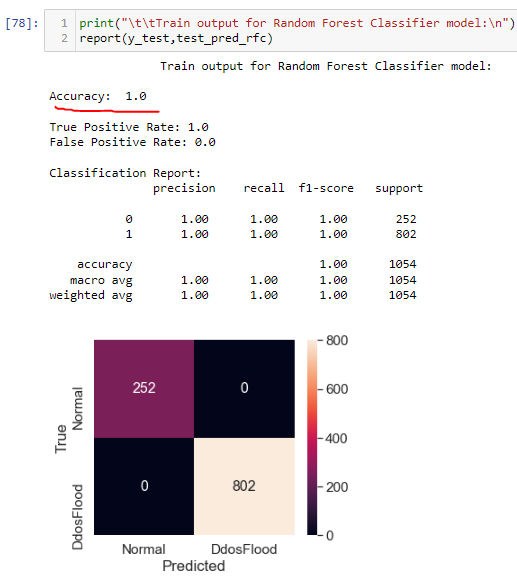 [78]:
1 print("\t\tTrain output for Random Forest Classifier model:\n")
2 report(y_test,test_pred_rfc)
Train output for Random Forest Classifier model:
Accuracy:  1.0
True Positive Rate: 1.0
False Positive Rate: 0.0
Classification Report:
precision recall f1-score support
0 1.00 1.00 1.00 252
1 1.00 1.00 1.00 802
accuracy 1.00 1054
macro avg 1.00 1.00 1.00 1054
weighted avg 1.00 1.00 1.00 1054
True
Normal
DdosFlood
252 0
0 802
Normal DdosFlood
Predicted
800
600
400
200
0